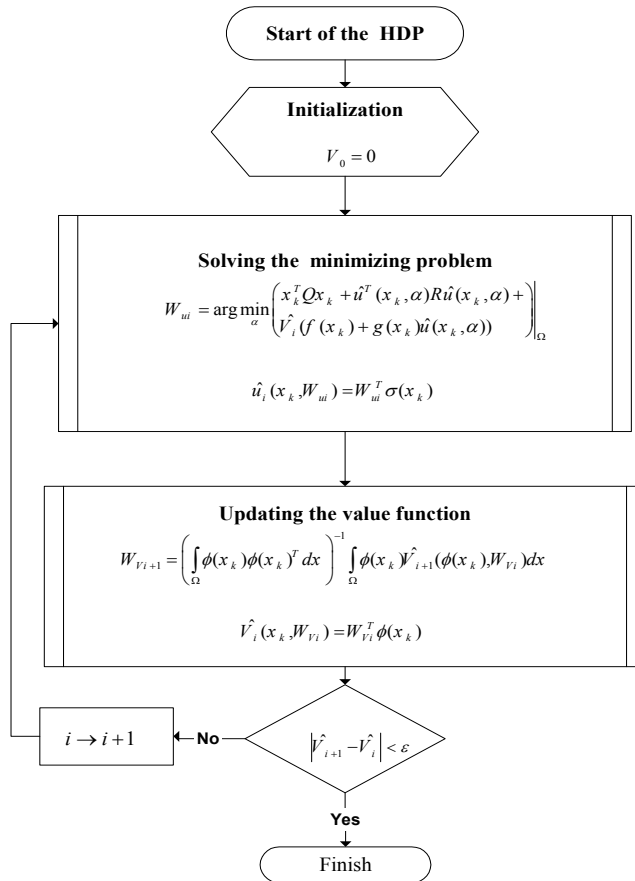 Start of the HDP
Initialization
V_0 = 0
Solving the minimizing problem
W_{ui} = arg min_α ( x_k^T Q x_k + û^T(x_k, α) R û(x_k, α) +
V̂_i(f(x_k) + g(x_k) û(x_k, α)) ) |_Ω
û_i(x_k, W_{ui}) = W_{ui}^T σ(x_k)
Updating the value function
W_{Vi+1} = ( ∫_Ω ϕ(x_k) ϕ(x_k)^T dx )^{-1} ∫_Ω ϕ(x_k) V̂_{i+1}(ϕ(x_k), W_{Vi}) dx
V̂_i(x_k, W_{Vi}) = W_{Vi}^T ϕ(x_k)
i → i+1
No
|V̂_{i+1} − V̂_i| < ε
Yes
Finish